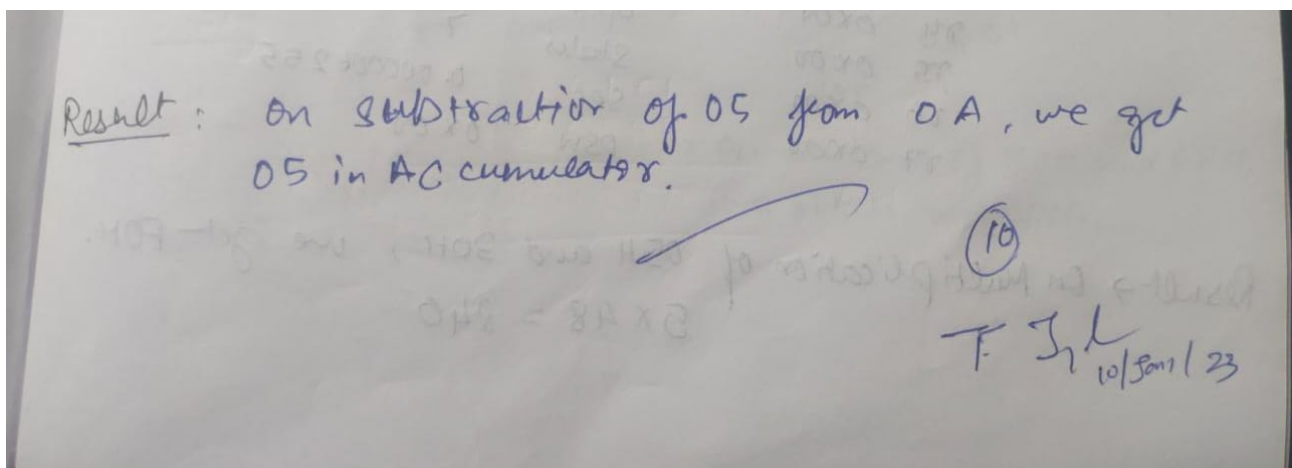 Result : On subtraction of 05 from 0A, we get
05 in ACcumulator.
10
10/Jan/23